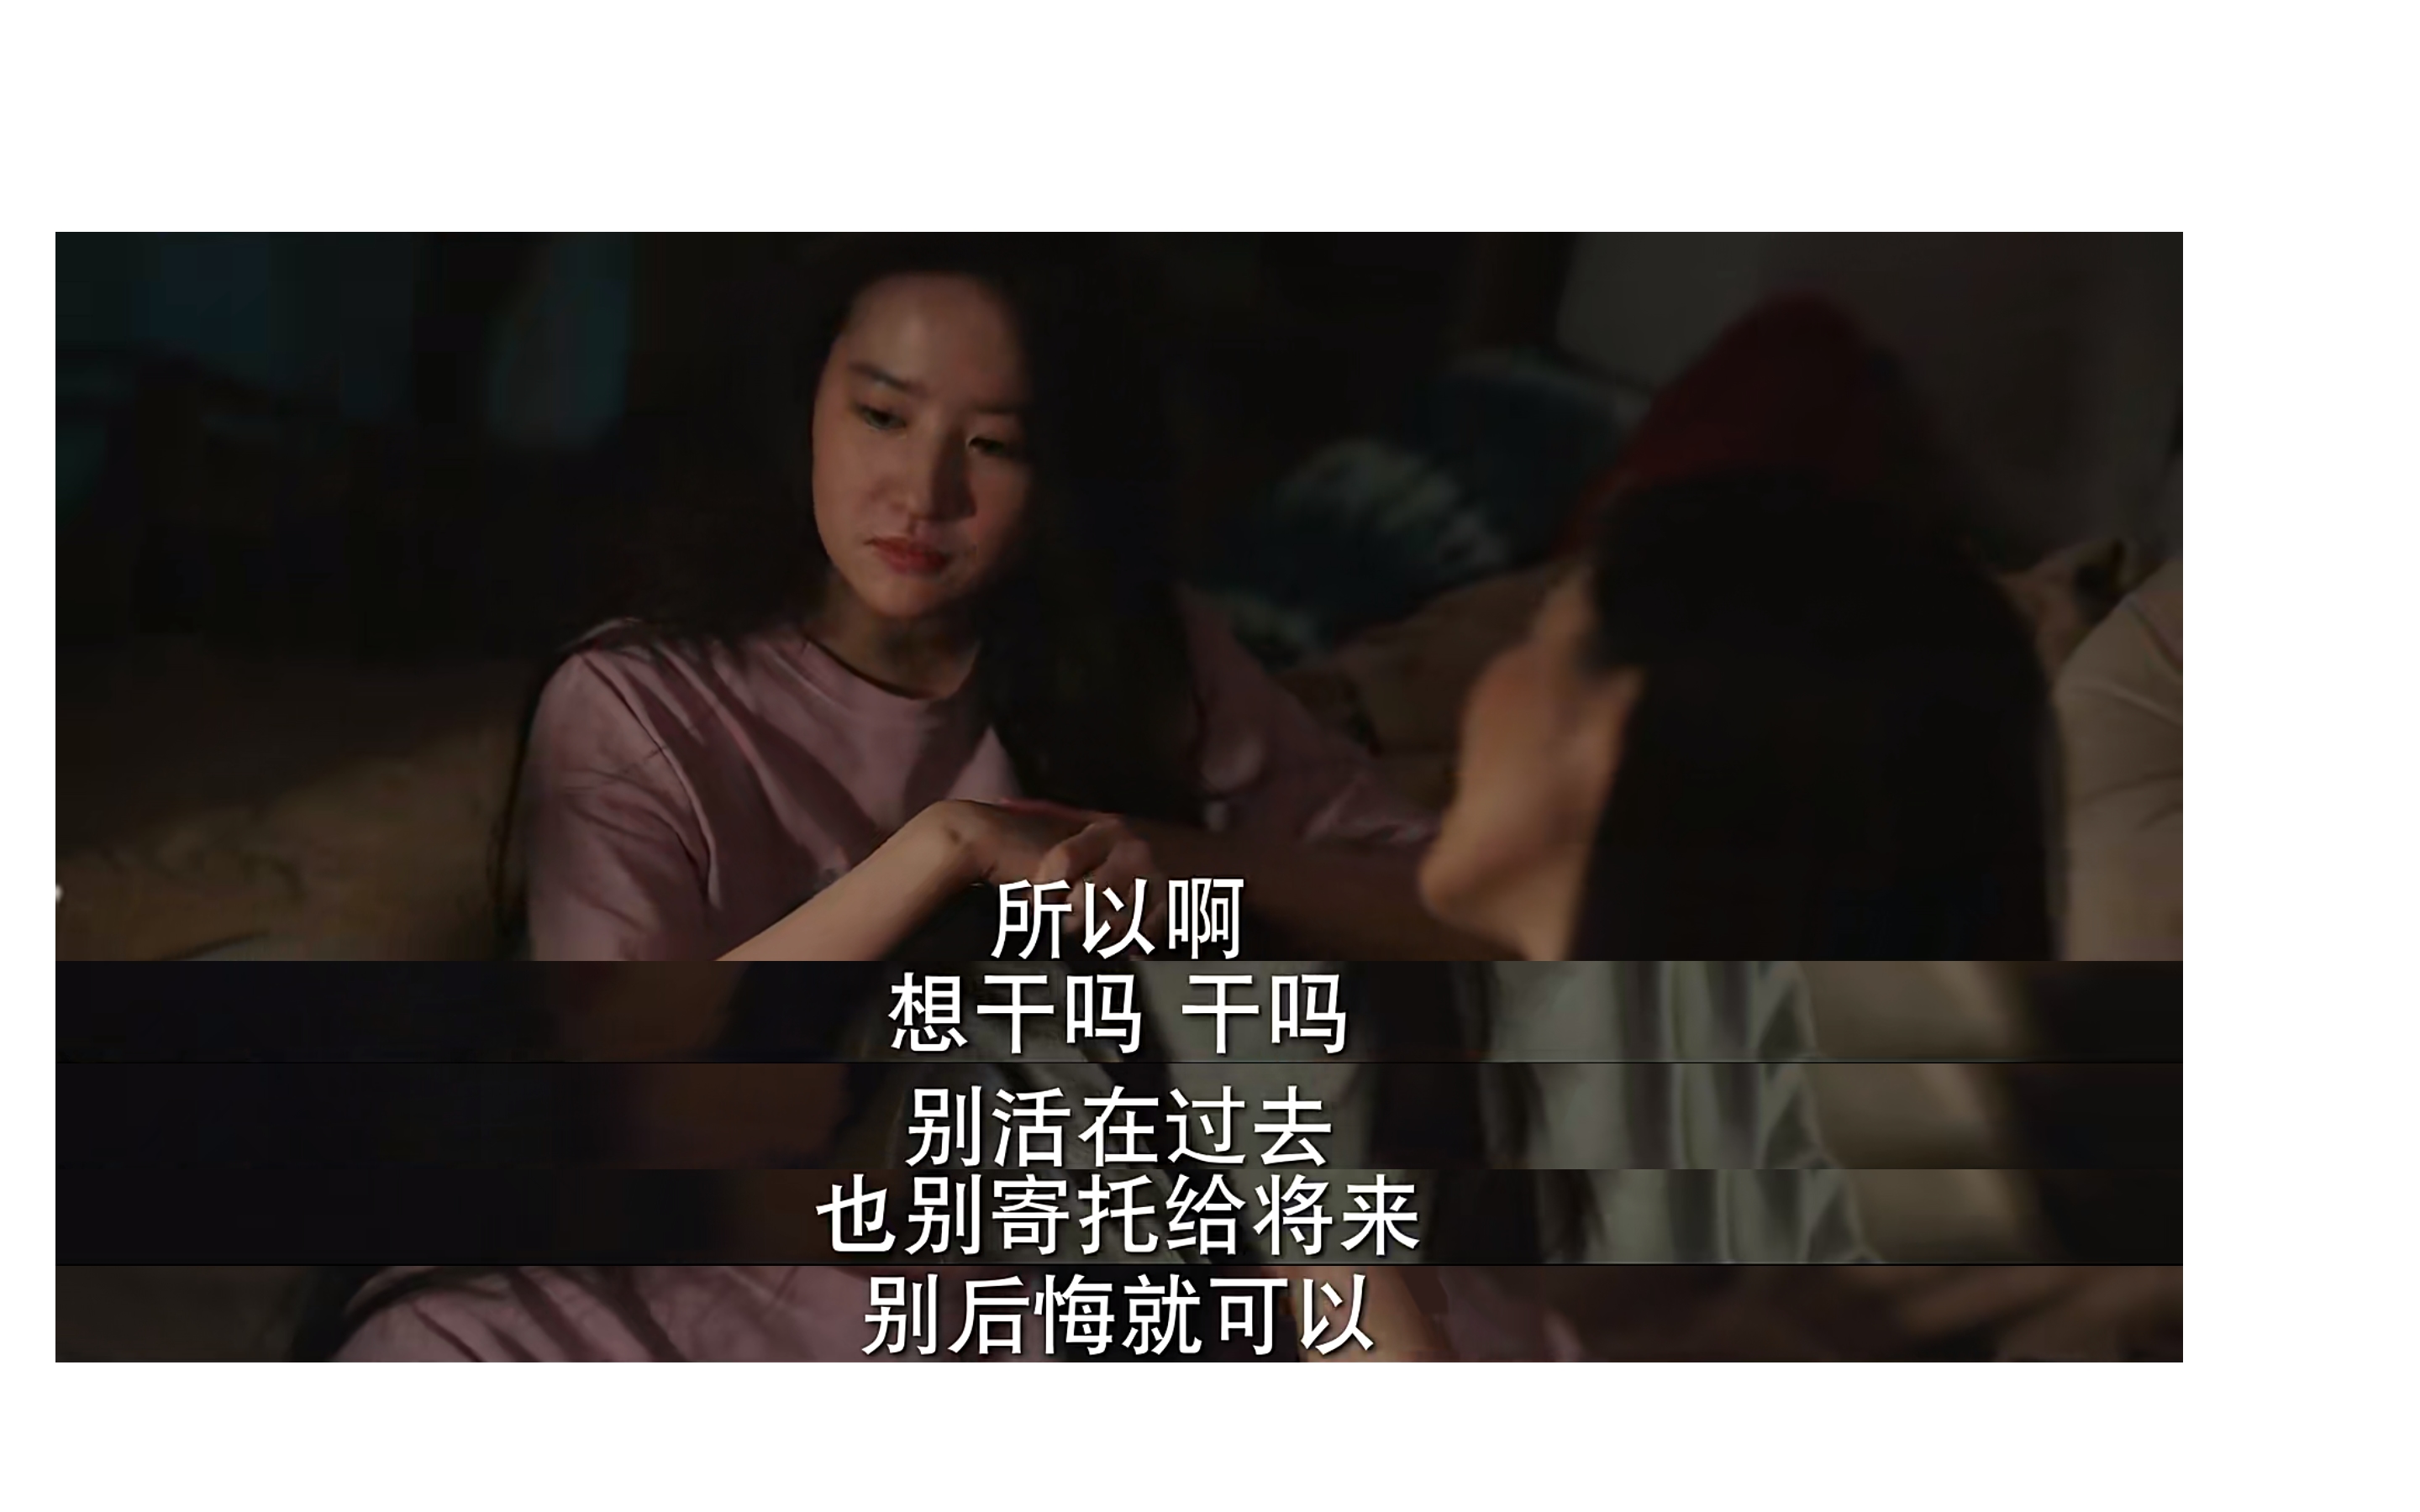 所以啊
想干吗 干吗
别活在过去
也别寄托给将来
别后悔就可以